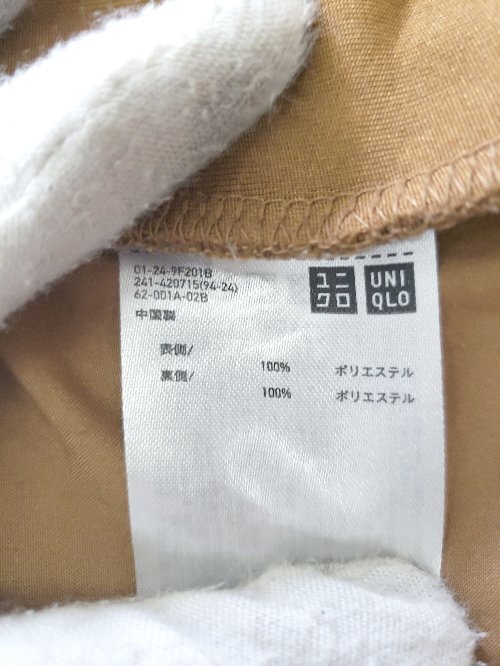 01-24-9F201B
241-420715(94-24)
62-001A-02B
中国製
ユニ
クロ
UNI
QLO
表側/
100% ポリエステル
裏側/
100% ポリエステル